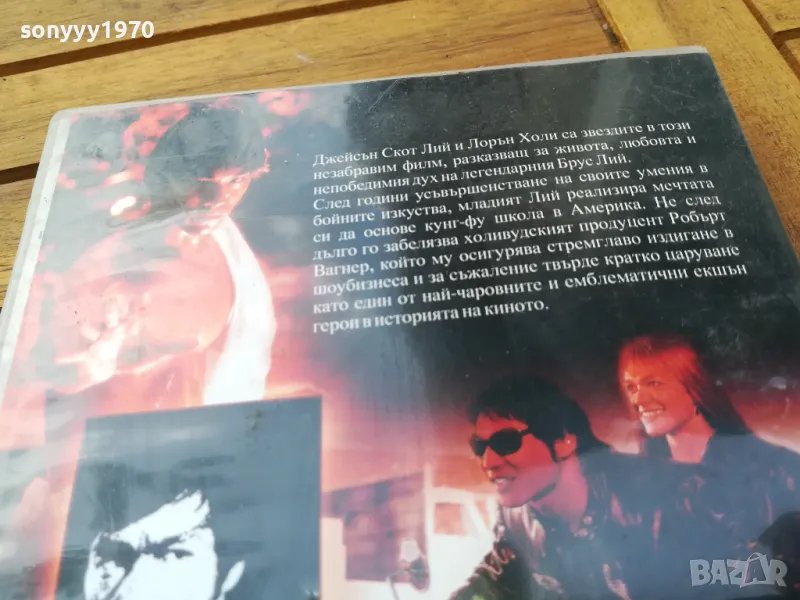 sonyyy1970
Джейсън Скот Лий и Лорън Холи са звездите в този
незабравим филм, разказващ за живота, любовта и
непобедимия дух на легендарния Брус Лий.
След години усъвършенстване на своите умения в
бойните изкуства, младият Лий реализира мечтата
си да основе кунг-фу школа в Америка. Не след
дълго го забелязва холивудският продуцент Робърт
Вагнер, който му осигурява стремглаво издигане в
шоубизнеса и за съжаление твърде кратко царуване
като един от най-чаровните и емблематични екшън
герои в историята на киното.
BAZAR